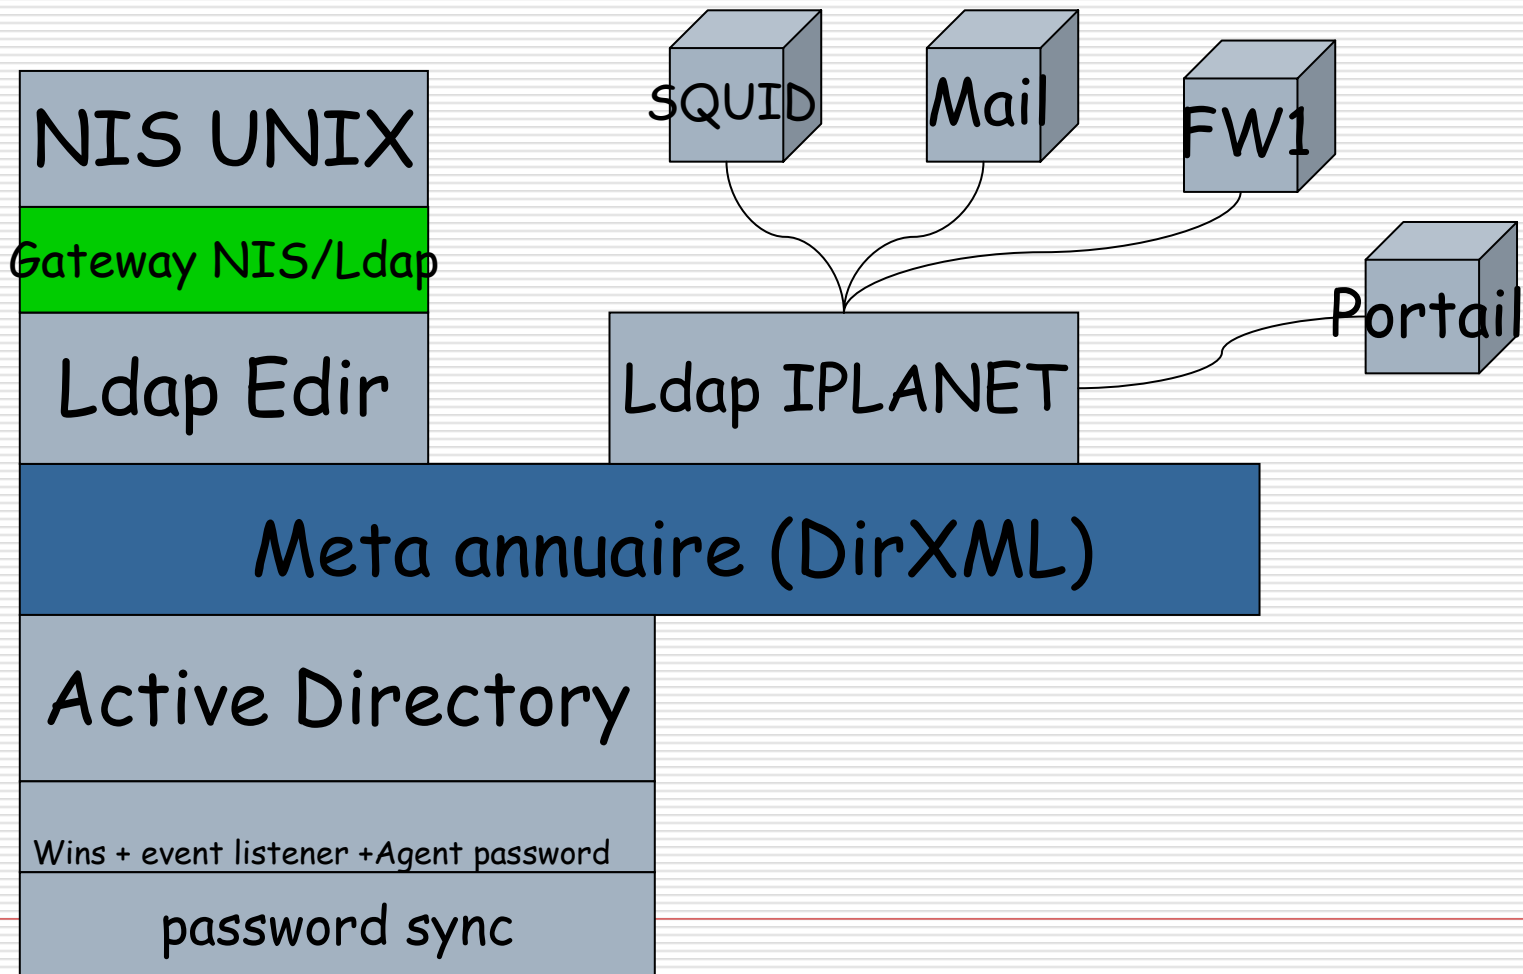 SQUID
Mail
FW1
NIS UNIX
Gateway NIS/Ldap
Portail
Ldap Edir
Ldap IPLANET
Meta annuaire (DirXML)
Active Directory
Wins + event listener +Agent password
password sync